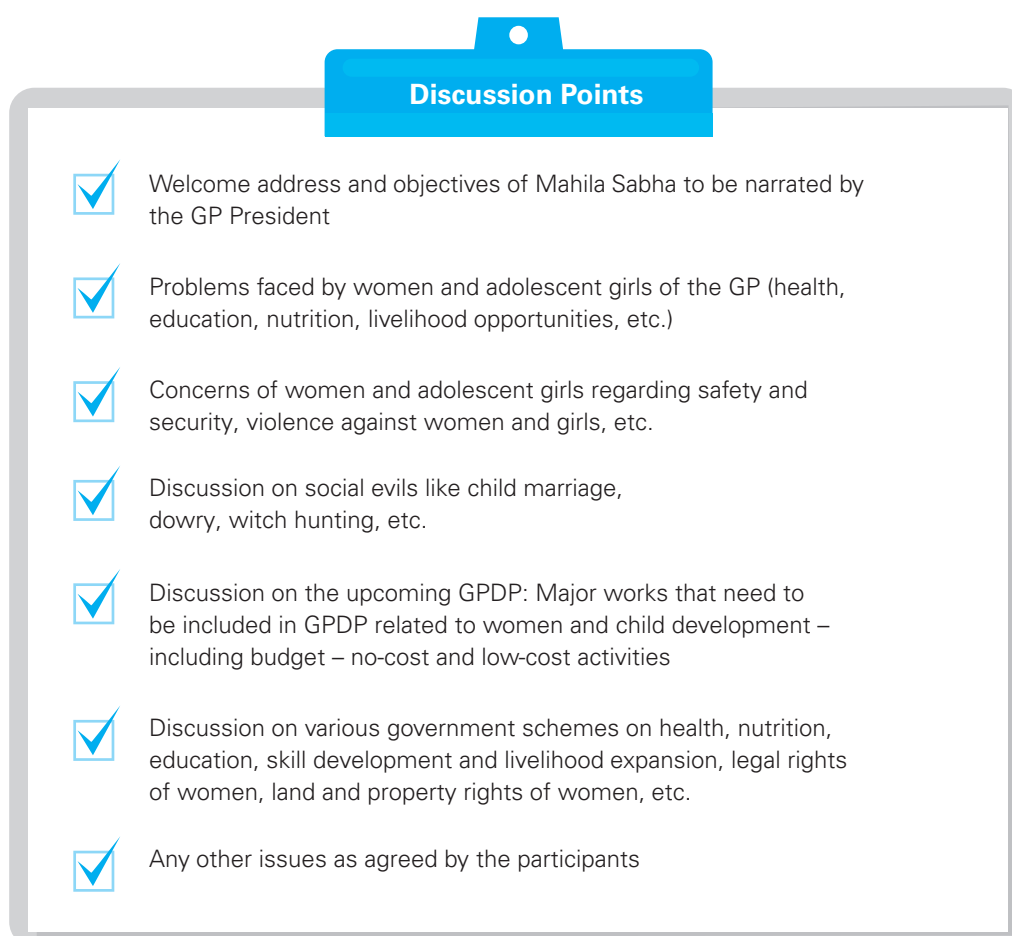 Discussion Points
Welcome address and objectives of Mahila Sabha to be narrated by
the GP President
Problems faced by women and adolescent girls of the GP (health,
education, nutrition, livelihood opportunities, etc.)
Concerns of women and adolescent girls regarding safety and
security, violence against women and girls, etc.
Discussion on social evils like child marriage,
dowry, witch hunting, etc.
Discussion on the upcoming GPDP: Major works that need to
be included in GPDP related to women and child development –
including budget – no-cost and low-cost activities
Discussion on various government schemes on health, nutrition,
education, skill development and livelihood expansion, legal rights
of women, land and property rights of women, etc.
Any other issues as agreed by the participants